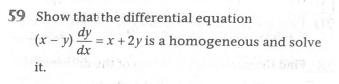 59 Show that the differential equation
(x – y) dy/dx = x + 2y is a homogeneous and solve
it.